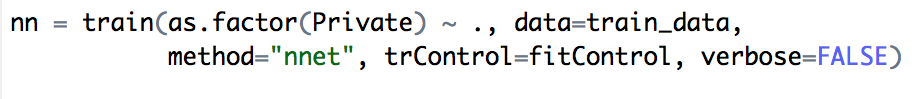 nn = train(as.factor(Private) ~ ., data=train_data,
method="nnet", trControl=fitControl, verbose=FALSE)